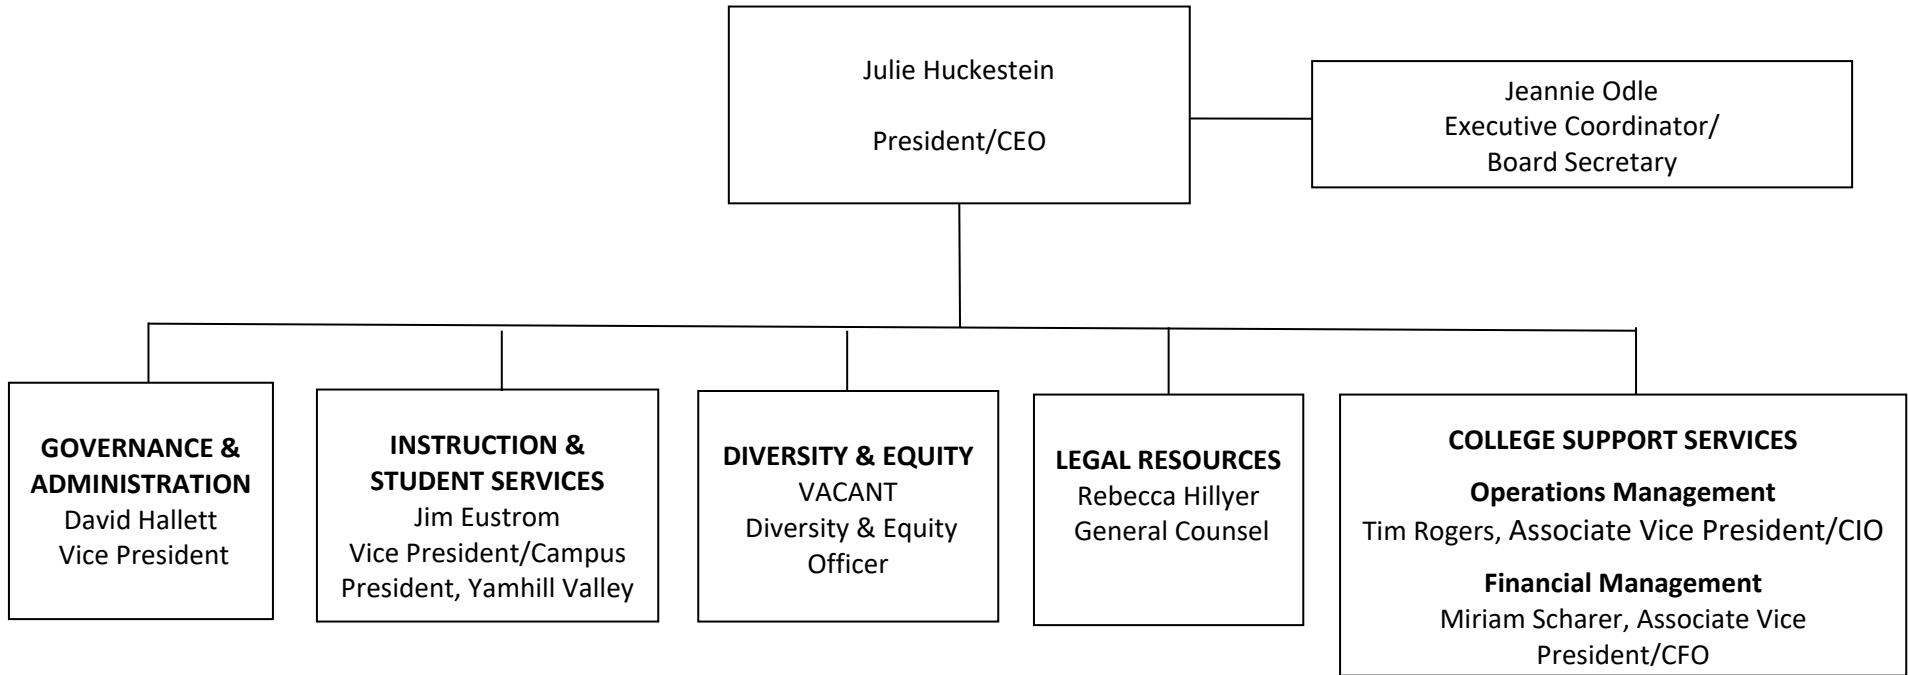 Julie Huckestein
President/CEO
Jeannie Odle
Executive Coordinator/
Board Secretary
GOVERNANCE &
ADMINISTRATION
David Hallett
Vice President
INSTRUCTION &
STUDENT SERVICES
Jim Eustrom
Vice President/Campus
President, Yamhill Valley
DIVERSITY & EQUITY
VACANT
Diversity & Equity
Officer
LEGAL RESOURCES
Rebecca Hillyer
General Counsel
COLLEGE SUPPORT SERVICES
Operations Management
Tim Rogers, Associate Vice President/CIO
Financial Management
Miriam Scharer, Associate Vice
President/CFO